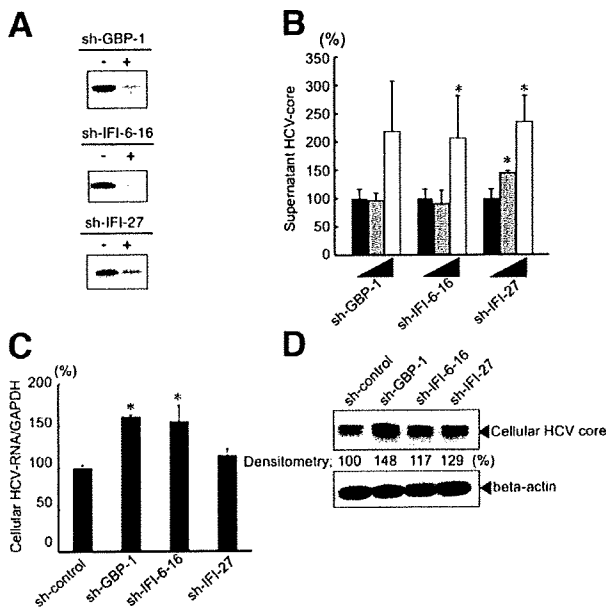 A
sh-GBP-1
- +
sh-IFI-6-16
- +
sh-IFI-27
- +
B
(%)
Supernatant HCV-core
350
300
250
200
150
100
50
0
* * *
sh-GBP-1
sh-IFI-6-16
sh-IFI-27
C
(%)
Cellular HCV-RNA/GAPDH
200
150
100
50
0
* *
sh-control
sh-GBP-1
sh-IFI-6-16
sh-IFI-27
D
sh-control
sh-GBP-1
sh-IFI-6-16
sh-IFI-27
Cellular HCV core
Densitometry; 100 148 117 129 (%)
beta-actin